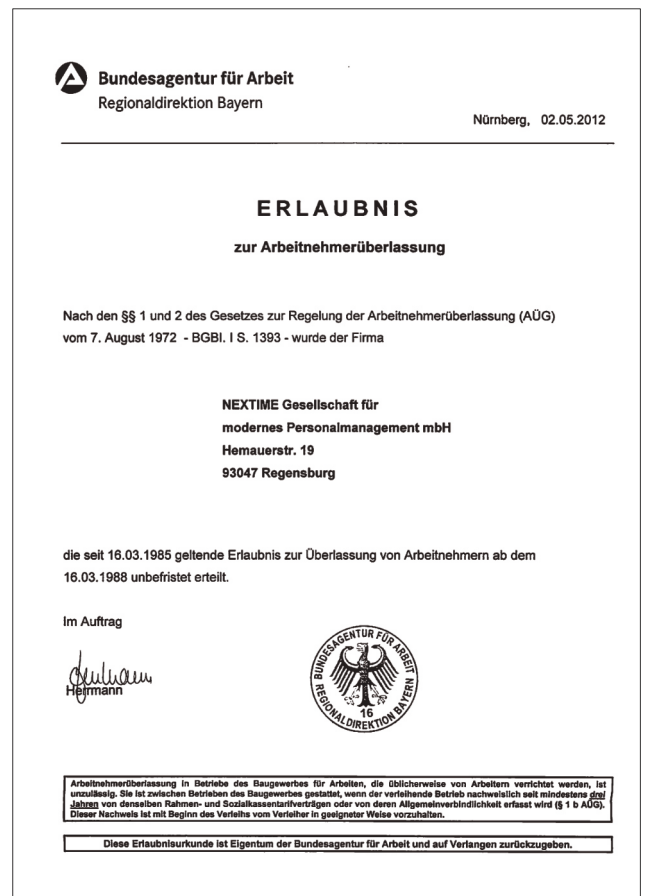 Bundesagentur für Arbeit
Regionaldirektion Bayern
Nürnberg, 02.05.2012
ERLAUBNIS
zur Arbeitnehmerüberlassung
Nach den §§ 1 und 2 des Gesetzes zur Regelung der Arbeitnehmerüberlassung (AÜG)
vom 7. August 1972 - BGBl. I S. 1393 - wurde der Firma
NEXTIME Gesellschaft für
modernes Personalmanagement mbH
Hemauerstr. 19
93047 Regensburg
die seit 16.03.1985 geltende Erlaubnis zur Überlassung von Arbeitnehmern ab dem
16.03.1988 unbefristet erteilt.
Im Auftrag
Herrmann
BUNDESAGENTUR FÜR ARBEIT
REGIONALDIREKTION BAYERN
16
Arbeitnehmerüberlassung in Betriebe des Baugewerbes für Arbeiten, die üblicherweise von Arbeitern verrichtet werden, ist
unzulässig. Sie ist zwischen Betrieben des Baugewerbes gestattet, wenn der verleihende Betrieb nachweislich seit mindestens drei
Jahren von denselben Rahmen- und Sozialkassentarifverträgen oder von deren Allgemeinverbindlichkeit erfasst wird (§ 1 b AÜG).
Dieser Nachweis ist mit Beginn des Verleihs vom Verleiher in geeigneter Weise vorzuhalten.
Diese Erlaubnisurkunde ist Eigentum der Bundesagentur für Arbeit und auf Verlangen zurückzugeben.